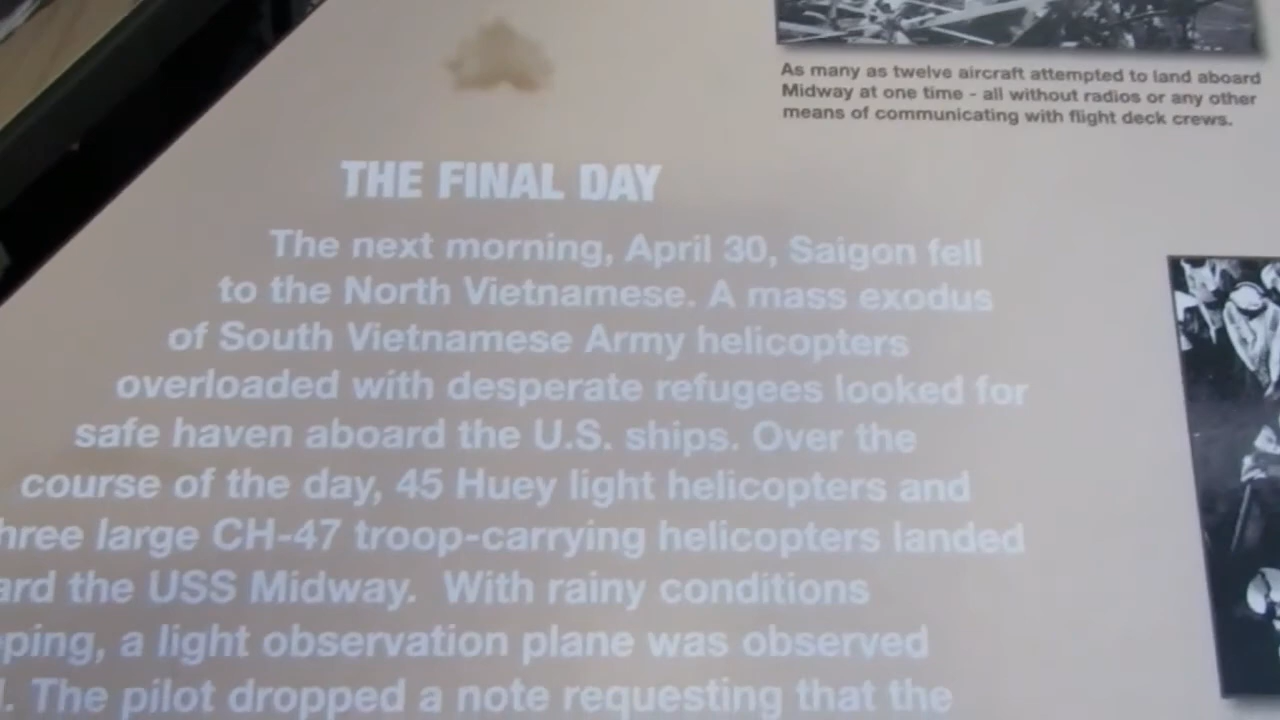 As many as twelve aircraft attempted to land aboard
Midway at one time - all without radios or any other
means of communicating with flight deck crews.
THE FINAL DAY
The next morning, April 30, Saigon fell
to the North Vietnamese. A mass exodus
of South Vietnamese Army helicopters
overloaded with desperate refugees looked for
safe haven aboard the U.S. ships. Over the
course of the day, 45 Huey light helicopters and
hree large CH-47 troop-carrying helicopters landed
ard the USS Midway. With rainy conditions
ping, a light observation plane was observed
. The pilot dropped a note requesting that the